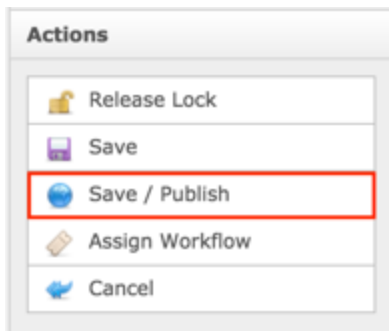 Actions
Release Lock
Save
Save / Publish
Assign Workflow
Cancel